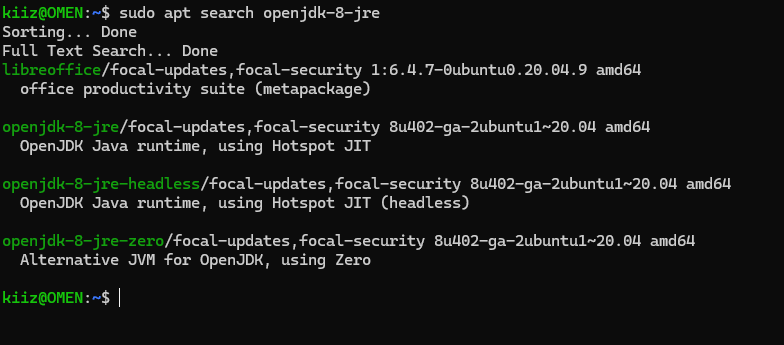 kiiz@OMEN:~$ sudo apt search openjdk-8-jre
Sorting... Done
Full Text Search... Done
libreoffice/focal-updates,focal-security 1:6.4.7-0ubuntu0.20.04.9 amd64
  office productivity suite (metapackage)

openjdk-8-jre/focal-updates,focal-security 8u402-ga-2ubuntu1~20.04 amd64
  OpenJDK Java runtime, using Hotspot JIT

openjdk-8-jre-headless/focal-updates,focal-security 8u402-ga-2ubuntu1~20.04 amd64
  OpenJDK Java runtime, using Hotspot JIT (headless)

openjdk-8-jre-zero/focal-updates,focal-security 8u402-ga-2ubuntu1~20.04 amd64
  Alternative JVM for OpenJDK, using Zero

kiiz@OMEN:~$